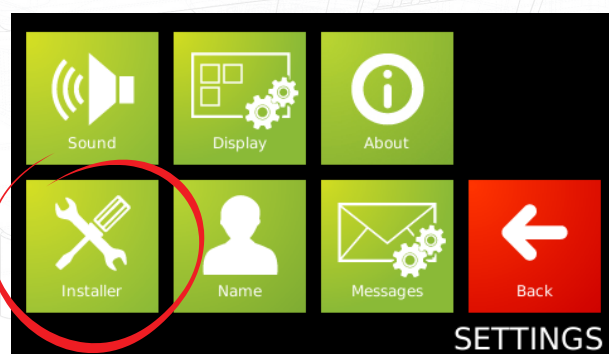 Sound
Display
About
Installer
Name
Messages
Back
SETTINGS